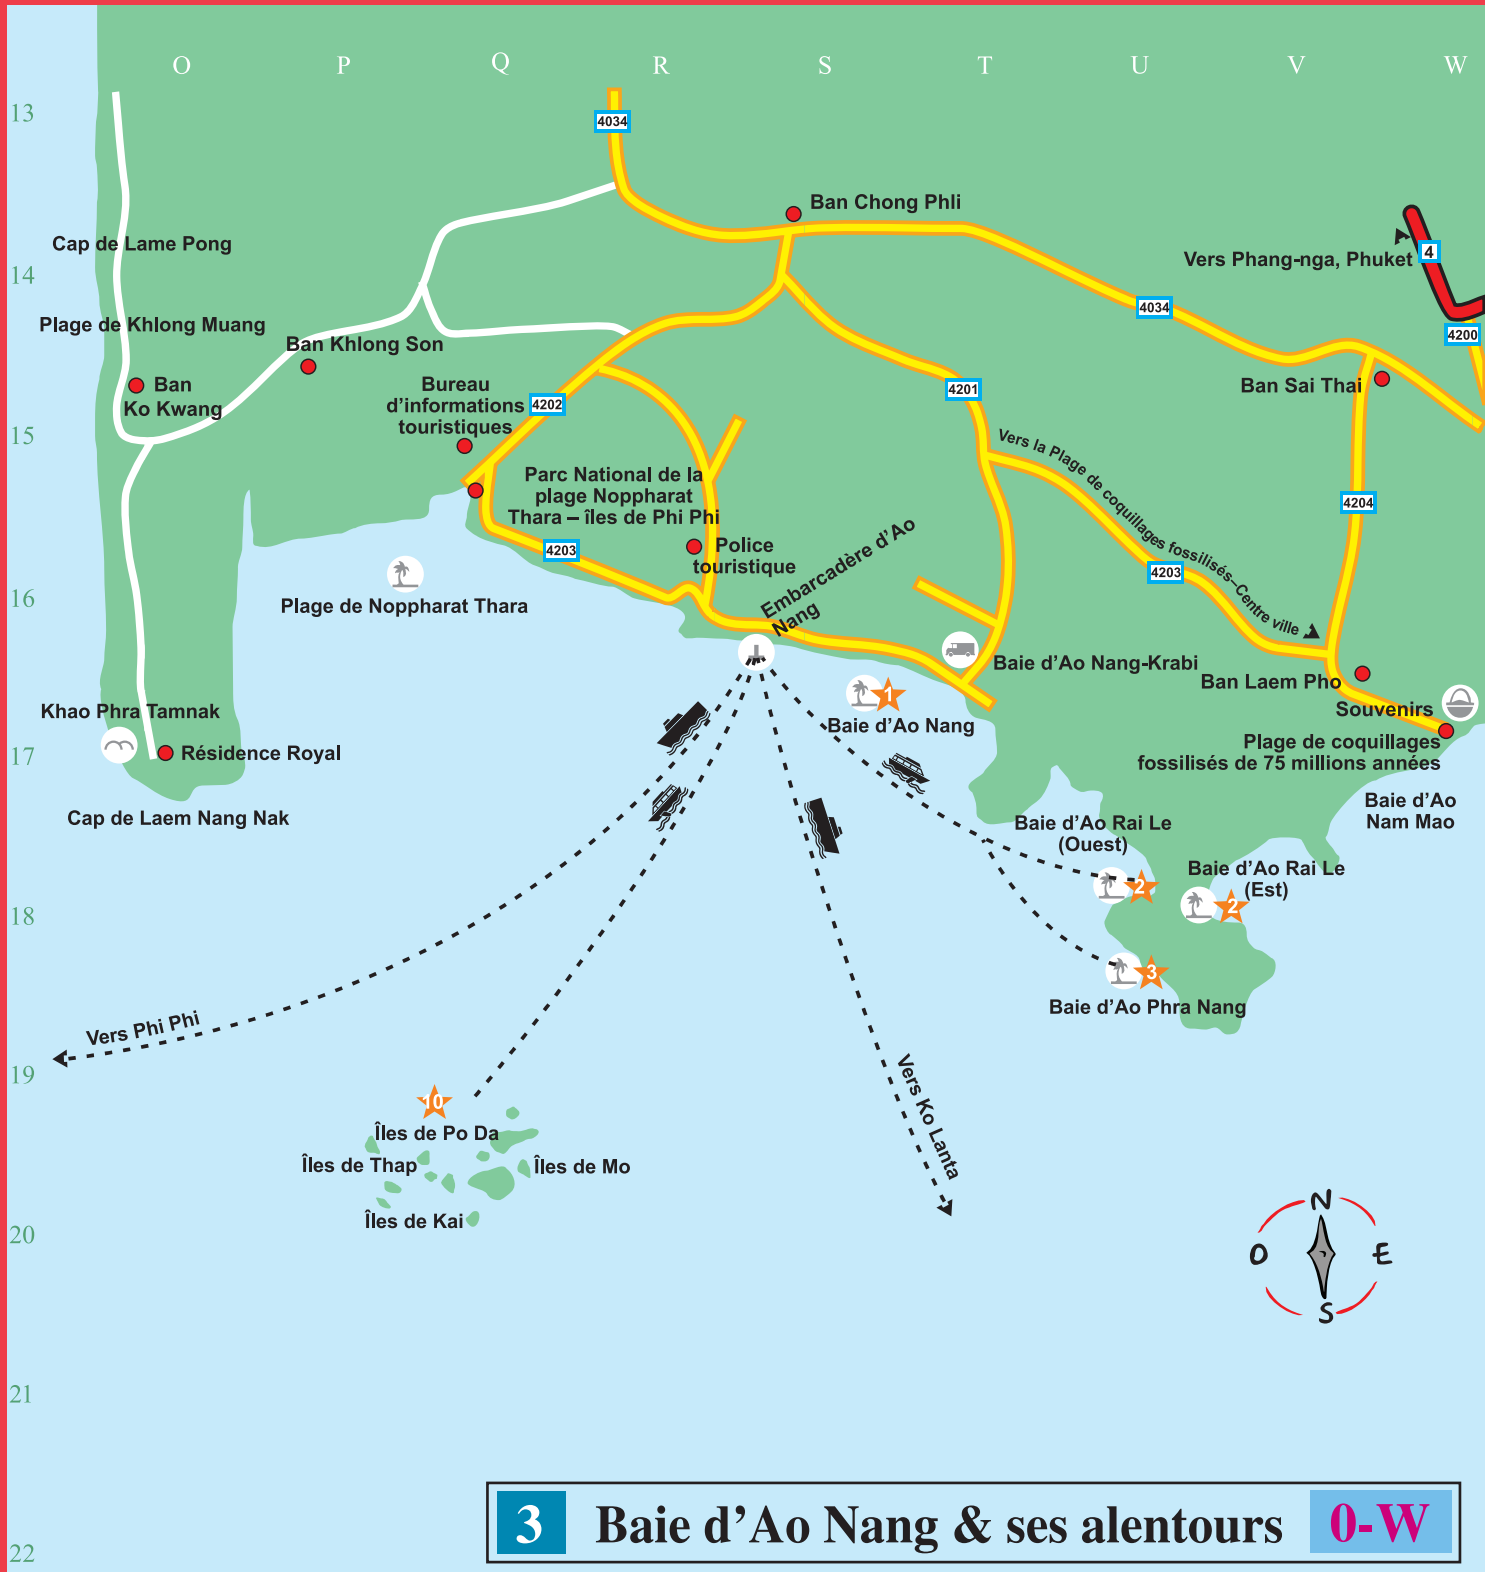 O P Q R S T U V W
13
4034
Ban Chong Phli
Cap de Lame Pong
4
Vers Phang-nga, Phuket
14
4034
Plage de Khlong Muang
4200
Ban Khlong Son
Ban
Ko Kwang
Bureau
d’informations
touristiques
4202
4201
Ban Sai Thai
15
Vers la Plage de coquillages fossilisés–Centre ville
Parc National de la
plage Noppharat
Thara – îles de Phi Phi
4204
4203
Police
touristique
Embarcadère d’Ao
Nang
4203
16
Plage de Noppharat Thara
Baie d’Ao Nang-Krabi
Ban Laem Pho
1
Baie d’Ao Nang
Souvenirs
Khao Phra Tamnak
17
Résidence Royal
Plage de coquillages
fossilisés de 75 millions années
Cap de Laem Nang Nak
Baie d’Ao
Nam Mao
Baie d’Ao Rai Le
(Ouest)
2
Baie d’Ao Rai Le
(Est)
2
18
3
Baie d’Ao Phra Nang
Vers Phi Phi
19
10
Îles de Po Da
Îles de Thap
Îles de Mo
Îles de Kai
Vers Ko Lanta
20
N
O E
S
21
22
3 Baie d’Ao Nang & ses alentours 0-W